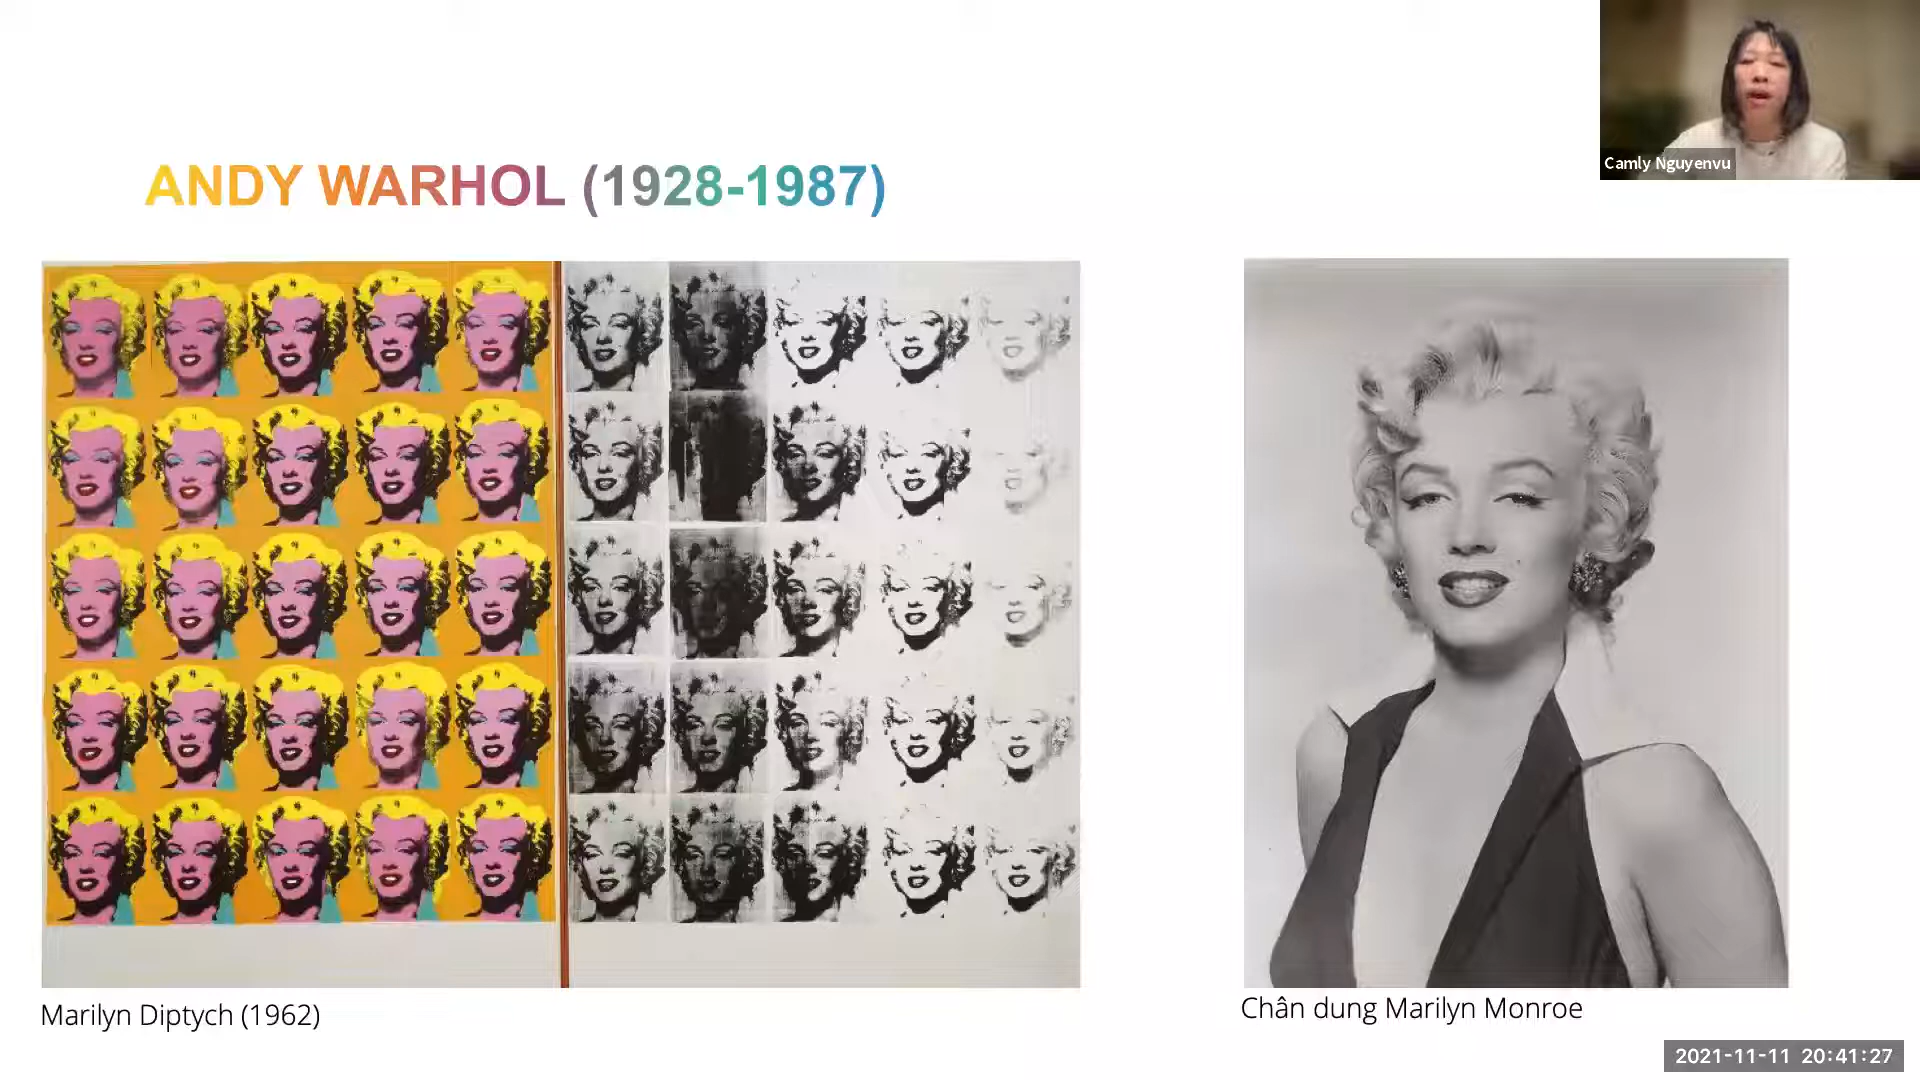 Camly Nguyenvu
ANDY WARHOL (1928-1987)
Marilyn Diptych (1962)
Chân dung Marilyn Monroe
2021-11-11 20:41:27